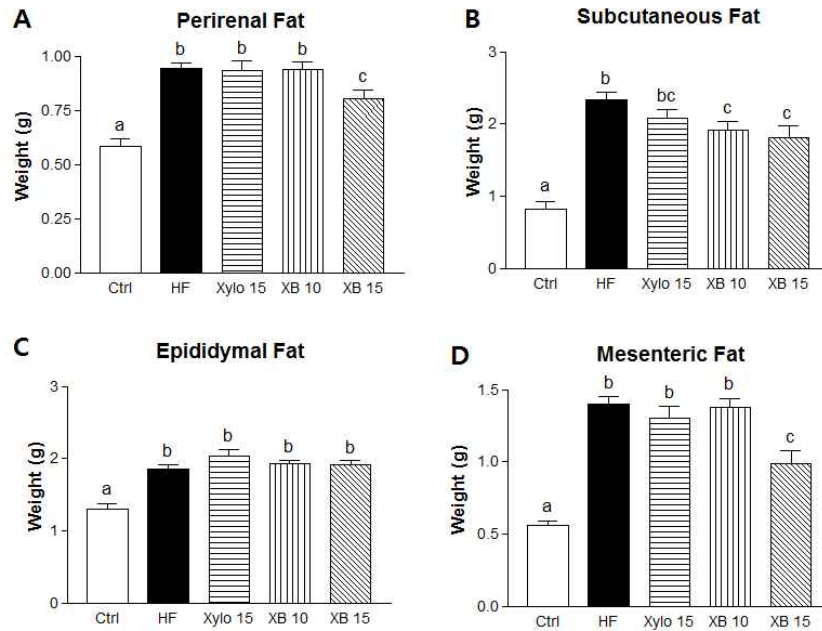 A
Perirenal Fat
Weight (g)
1.00
0.75
0.50
0.25
0.00
a
b
b
b
c
Ctrl HF Xylo 15 XB 10 XB 15
B
Subcutaneous Fat
Weight (g)
3
2
1
0
a
b
bc
c
c
Ctrl HF Xylo 15 XB 10 XB 15
C
Epididymal Fat
Weight (g)
3
2
1
0
a
b
b
b
b
Ctrl HF Xylo 15 XB 10 XB 15
D
Mesenteric Fat
Weight (g)
1.5
1.0
0.5
0.0
a
b
b
b
c
Ctrl HF Xylo 15 XB 10 XB 15